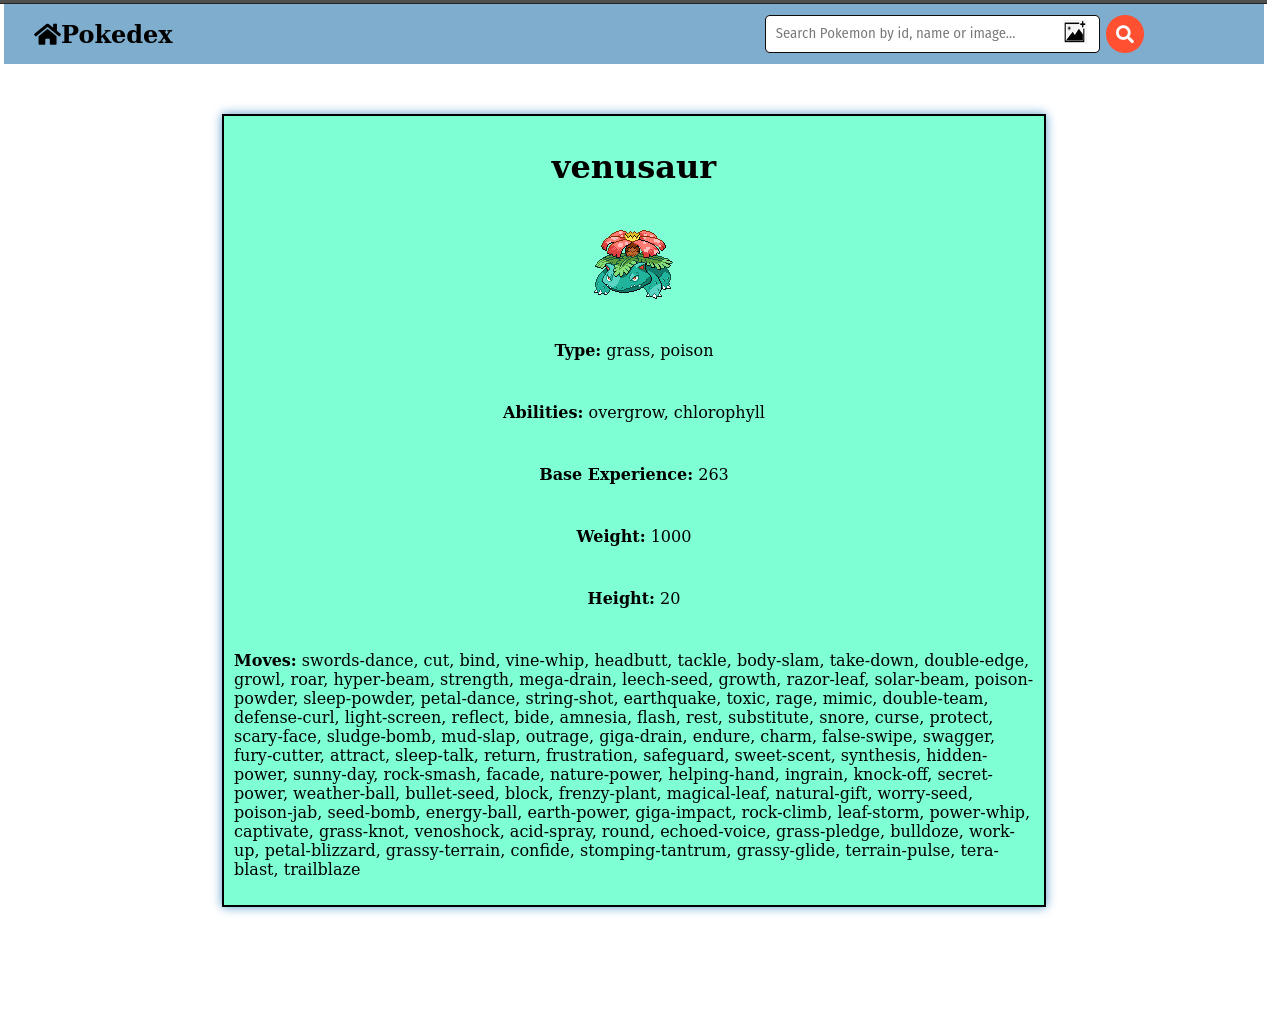 Pokedex
Search Pokemon by id, name or image...
venusaur
Type: grass, poison
Abilities: overgrow, chlorophyll
Base Experience: 263
Weight: 1000
Height: 20
Moves: swords-dance, cut, bind, vine-whip, headbutt, tackle, body-slam, take-down, double-edge,
growl, roar, hyper-beam, strength, mega-drain, leech-seed, growth, razor-leaf, solar-beam, poison-
powder, sleep-powder, petal-dance, string-shot, earthquake, toxic, rage, mimic, double-team,
defense-curl, light-screen, reflect, bide, amnesia, flash, rest, substitute, snore, curse, protect,
scary-face, sludge-bomb, mud-slap, outrage, giga-drain, endure, charm, false-swipe, swagger,
fury-cutter, attract, sleep-talk, return, frustration, safeguard, sweet-scent, synthesis, hidden-
power, sunny-day, rock-smash, facade, nature-power, helping-hand, ingrain, knock-off, secret-
power, weather-ball, bullet-seed, block, frenzy-plant, magical-leaf, natural-gift, worry-seed,
poison-jab, seed-bomb, energy-ball, earth-power, giga-impact, rock-climb, leaf-storm, power-whip,
captivate, grass-knot, venoshock, acid-spray, round, echoed-voice, grass-pledge, bulldoze, work-
up, petal-blizzard, grassy-terrain, confide, stomping-tantrum, grassy-glide, terrain-pulse, tera-
blast, trailblaze